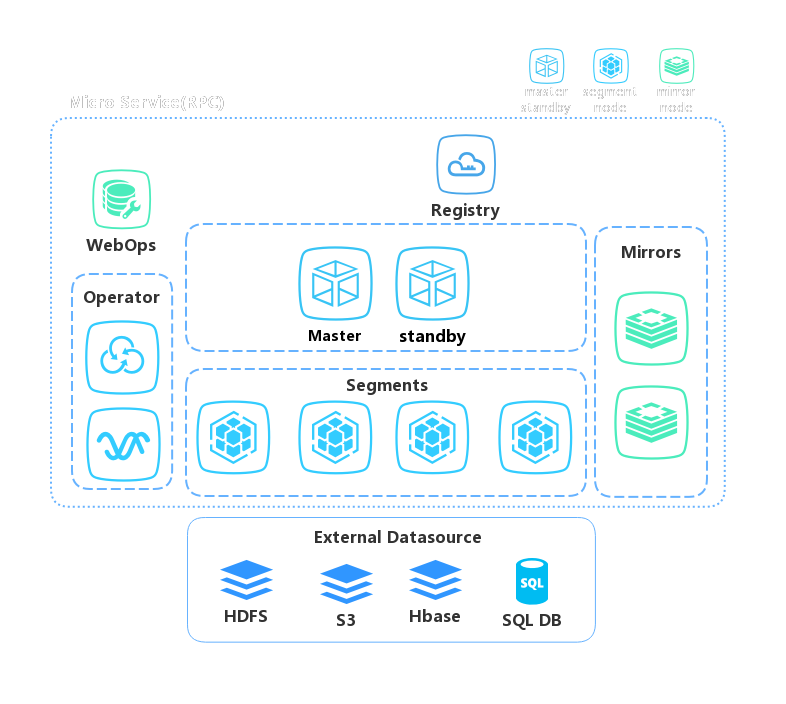 master
standby
segment
node
mirror
node
Micro Service(RPC)
Registry
WebOps
Operator
Master
standby
Mirrors
Segments
External Datasource
HDFS
S3
Hbase
SQL
SQL DB